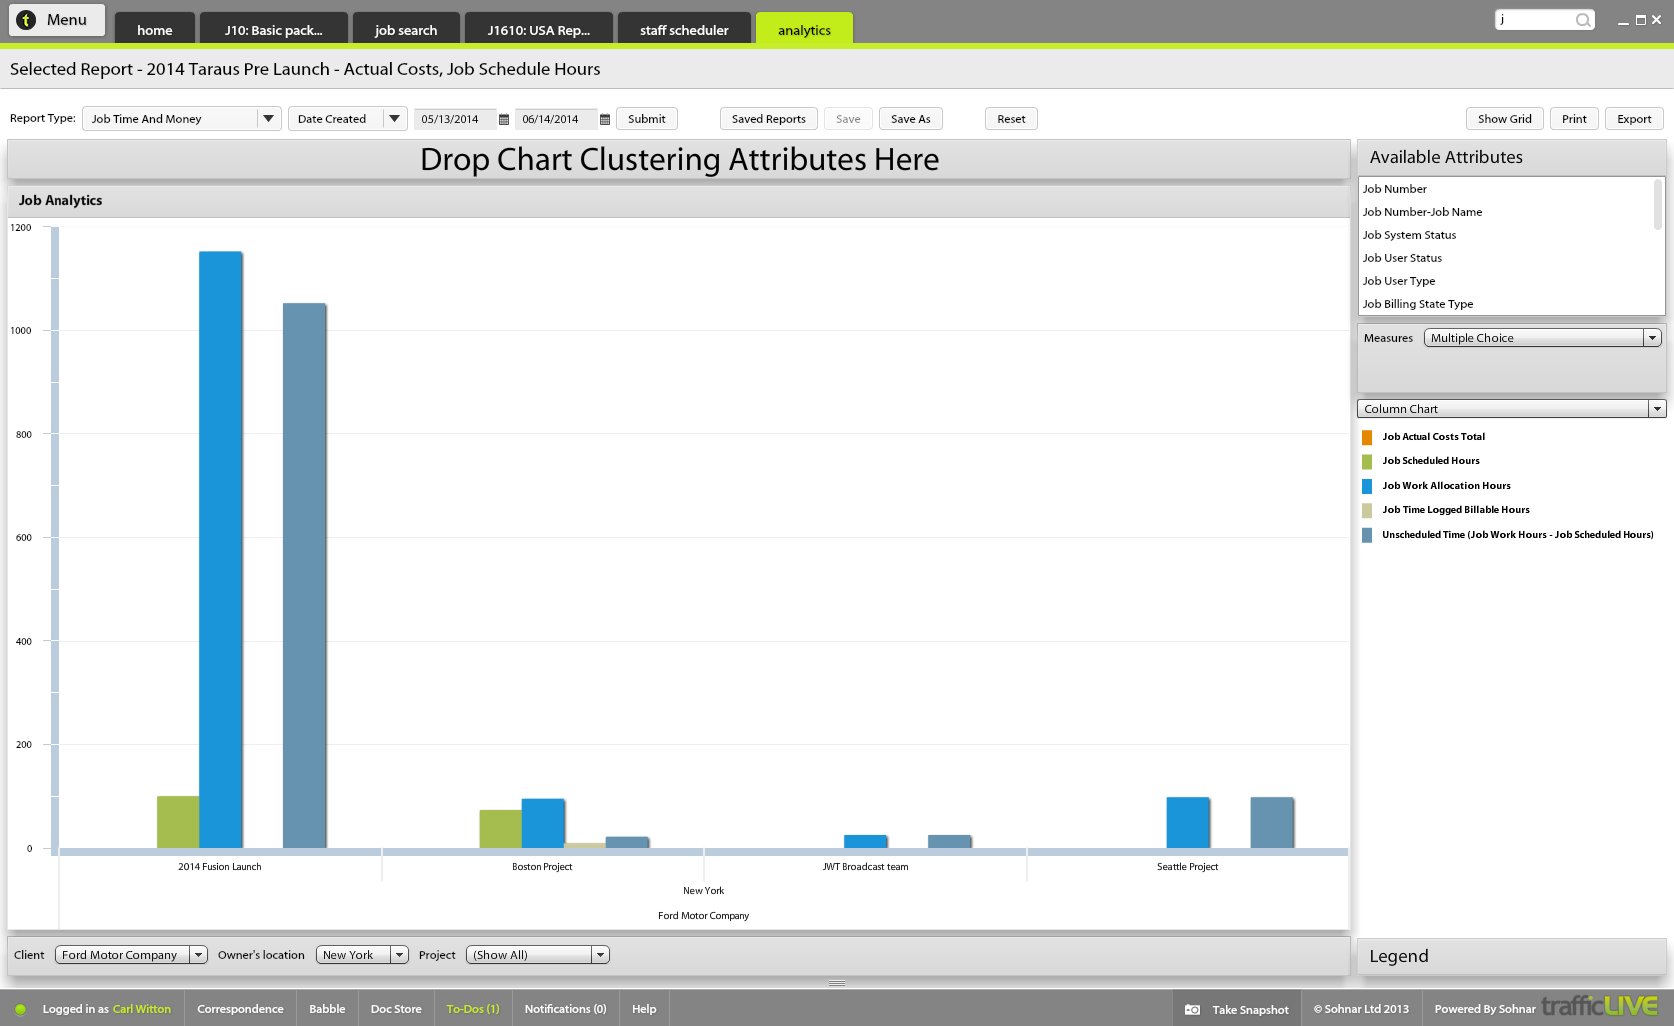 t Menu home J10: Basic pack... job search J1610: USA Rep... staff scheduler analytics j
Selected Report - 2014 Taraus Pre Launch - Actual Costs, Job Schedule Hours
Report Type: Job Time And Money Date Created 05/13/2014 06/14/2014 Submit Saved Reports Save Save As Reset Show Grid Print Export
Drop Chart Clustering Attributes Here
Job Analytics
1200
1000
800
600
400
200
0
2014 Fusion Launch Boston Project JWT Broadcast team Seattle Project
New York
Ford Motor Company
Available Attributes
Job Number
Job Number-Job Name
Job System Status
Job User Status
Job User Type
Job Billing State Type
Measures Multiple Choice
Column Chart
Job Actual Costs Total
Job Scheduled Hours
Job Work Allocation Hours
Job Time Logged Billable Hours
Unscheduled Time (Job Work Hours - Job Scheduled Hours)
Client Ford Motor Company Owner's location New York Project (Show All)
Legend
Logged in as Carl Witton Correspondence Babble Doc Store To-Dos (1) Notifications (0) Help Take Snapshot © Sohnar Ltd 2013 Powered By Sohnar trafficLIVE